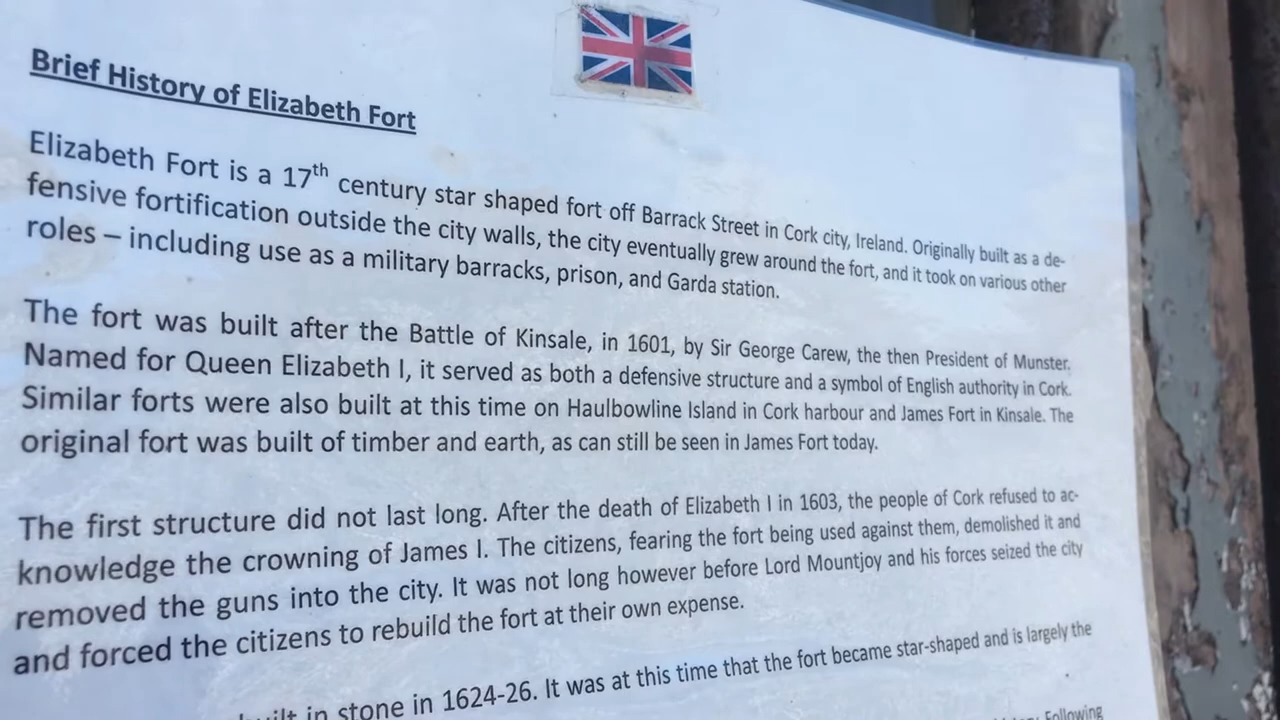 Brief History of Elizabeth Fort
Elizabeth Fort is a 17th century star shaped fort off Barrack Street in Cork city, Ireland. Originally built as a de-
fensive fortification outside the city walls, the city eventually grew around the fort, and it took on various other
roles – including use as a military barracks, prison, and Garda station.
The fort was built after the Battle of Kinsale, in 1601, by Sir George Carew, the then President of Munster.
Named for Queen Elizabeth I, it served as both a defensive structure and a symbol of English authority in Cork.
Similar forts were also built at this time on Haulbowline Island in Cork harbour and James Fort in Kinsale. The
original fort was built of timber and earth, as can still be seen in James Fort today.
The first structure did not last long. After the death of Elizabeth I in 1603, the people of Cork refused to ac-
knowledge the crowning of James I. The citizens, fearing the fort being used against them, demolished it and
removed the guns into the city. It was not long however before Lord Mountjoy and his forces seized the city
and forced the citizens to rebuild the fort at their own expense.
in stone in 1624-26. It was at this time that the fort became star-shaped and is largely the
Following